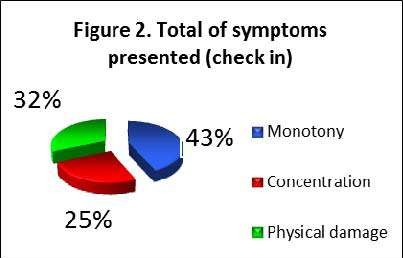 Figure 2. Total of symptoms
presented (check in)
32%
43%
25%
Monotony
Concentration
Physical damage